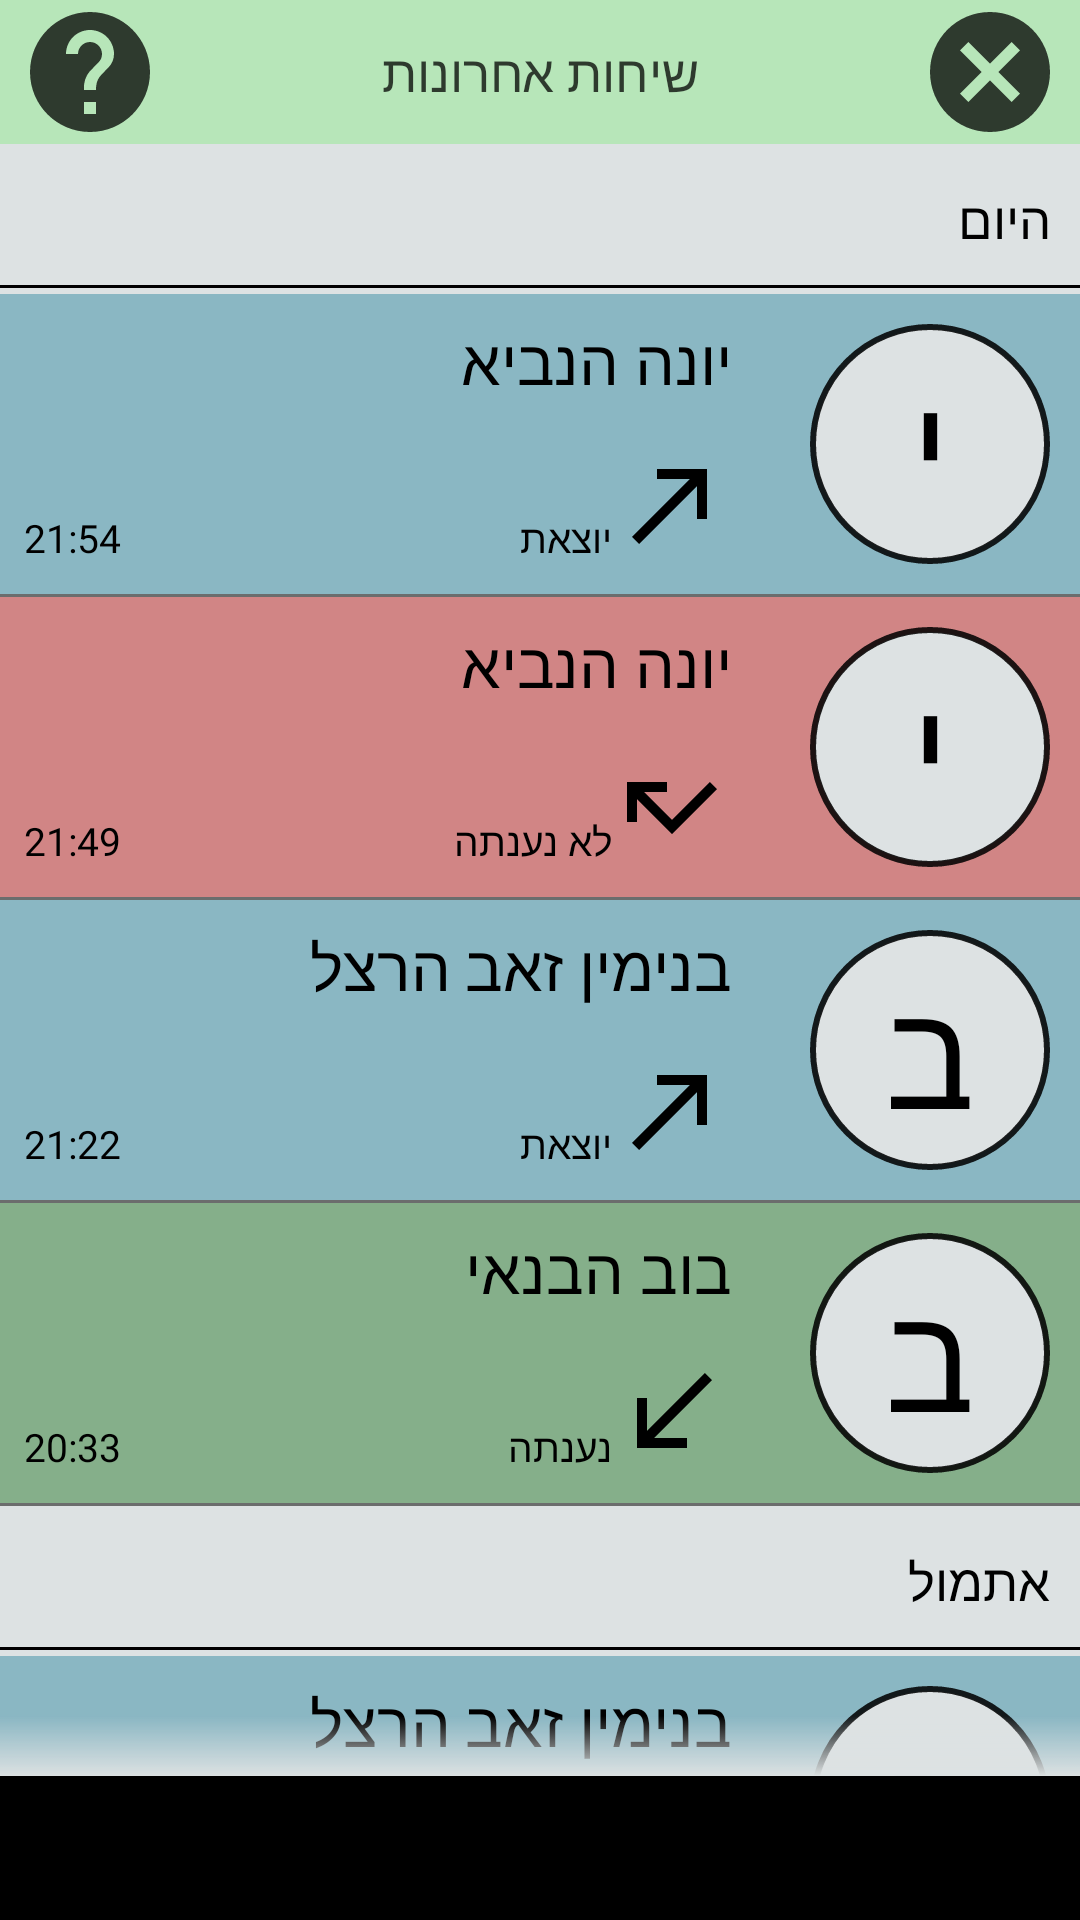 שיחות אחרונות
היום
י
יונה הנביא
יוצאת
21:54
י
יונה הנביא
לא נענתה
21:49
ב
בנימין זאב הרצל
יוצאת
21:22
ב
בוב הבנאי
נענתה
20:33
אתמול
בנימין זאב הרצל